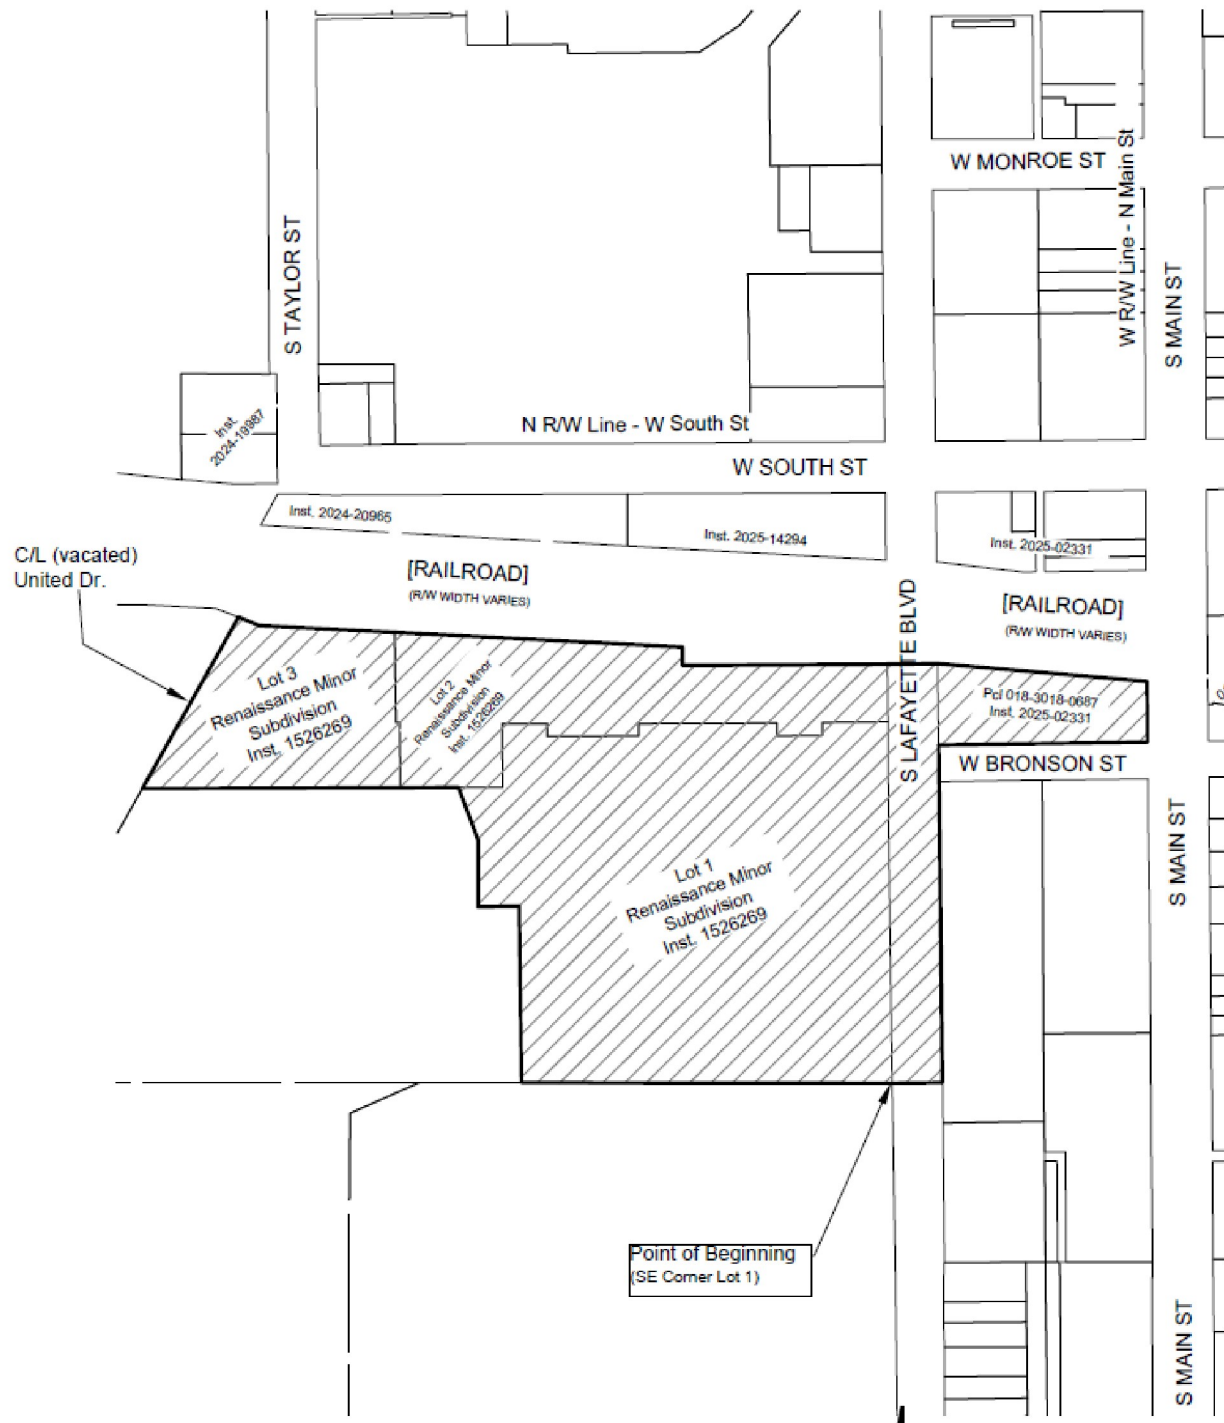 W MONROE ST
W R/W Line - N Main St
S TAYLOR ST
S MAIN ST
Inst.
2024-19987
N R/W Line - W South St
W SOUTH ST
Inst. 2024-20965
Inst. 2025-14294
Inst. 2025-02331
C/L (vacated)
United Dr.
[RAILROAD]
(R/W WIDTH VARIES)
[RAILROAD]
(R/W WIDTH VARIES)
S LAFAYETTE BLVD
Lot 3
Renaissance Minor
Subdivision
Inst. 1526269
Lot 2
Renaissance Minor
Subdivision
Inst. 1526269
Pcl 018-3018-0687
Inst. 2025-02331
W BRONSON ST
S MAIN ST
Lot 1
Renaissance Minor
Subdivision
Inst. 1526269
Point of Beginning
(SE Corner Lot 1)
S MAIN ST